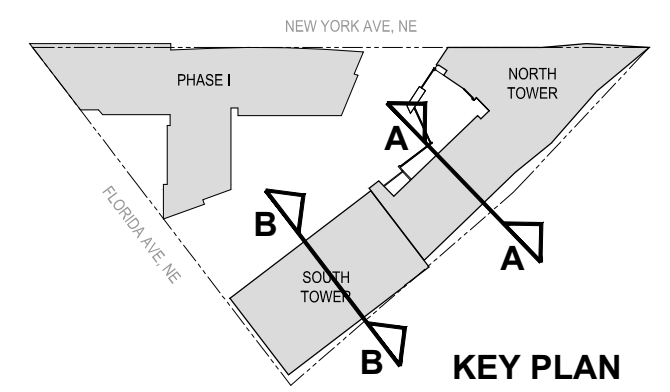 NEW YORK AVE, NE
PHASE I
NORTH
TOWER
A
FLORIDA AVE, NE
B
A
SOUTH
TOWER
B
KEY PLAN